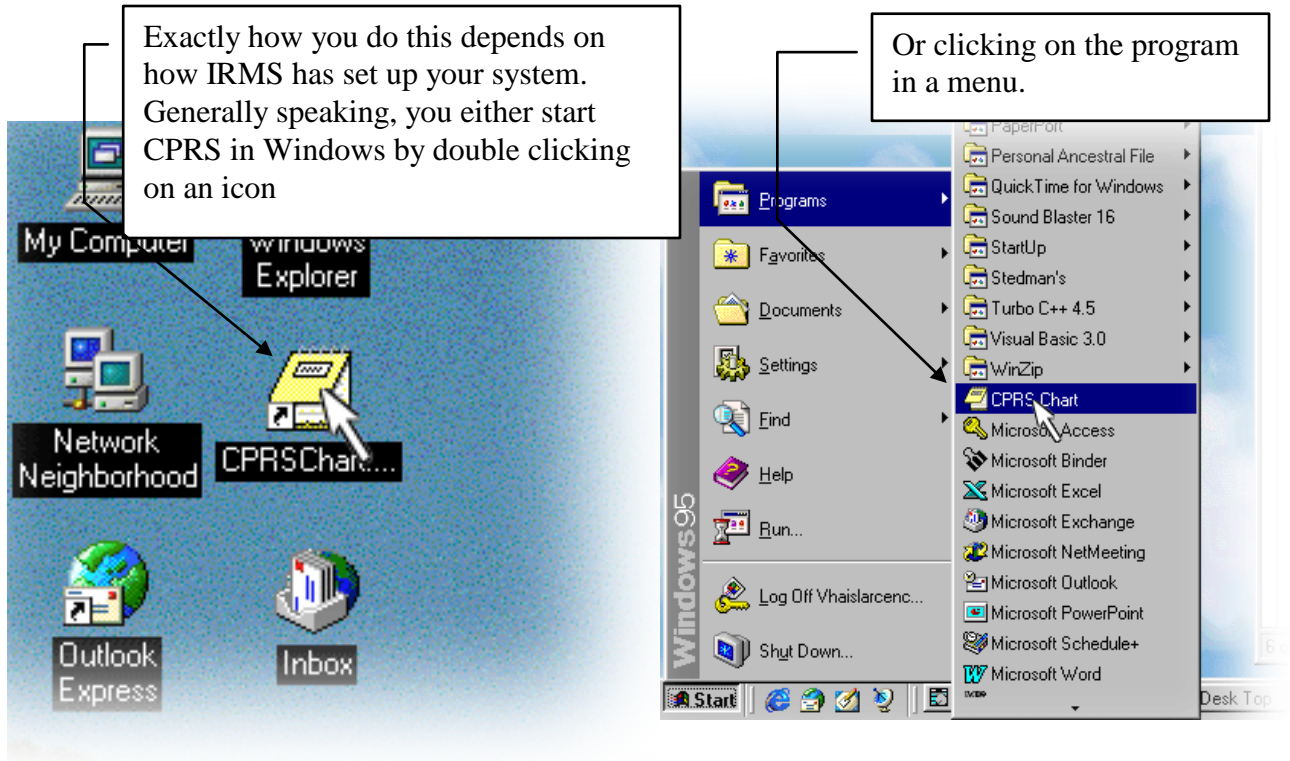 Exactly how you do this depends on
how IRMS has set up your system.
Generally speaking, you either start
CPRS in Windows by double clicking
on an icon
Or clicking on the program
in a menu.
My Computer
Windows
Explorer
Network
Neighborhood
CPRSChart....
Outlook
Express
Inbox
Windows95
Programs
Favorites
Documents
Settings
Find
Help
Run...
Log Off Vhaislarcenc...
Shut Down...
Start
PaperPort
Personal Ancestral File
QuickTime for Windows
Sound Blaster 16
StartUp
Stedman's
Turbo C++ 4.5
Visual Basic 3.0
WinZip
CPRS Chart
Microsoft Access
Microsoft Binder
Microsoft Excel
Microsoft Exchange
Microsoft NetMeeting
Microsoft Outlook
Microsoft PowerPoint
Microsoft Schedule+
Microsoft Word
Desk Top